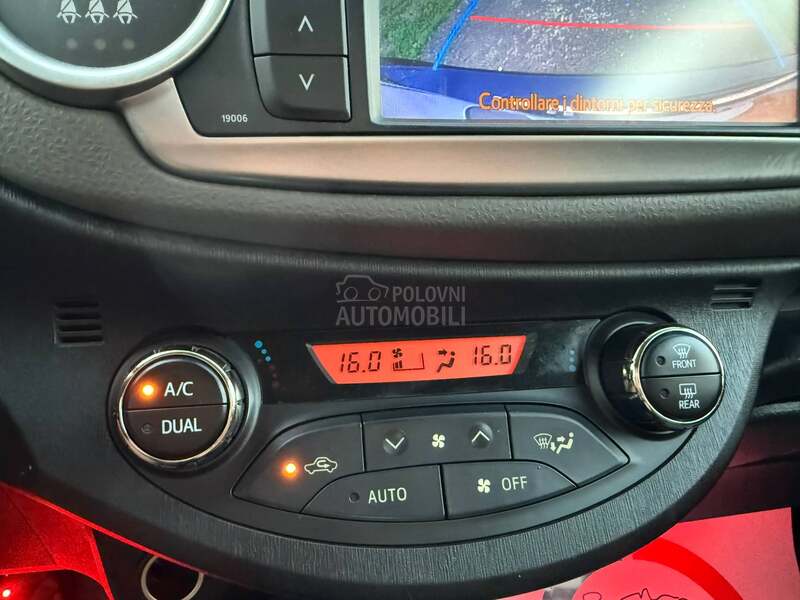 19006
Controllare i dintorni per sicurezza.
POLOVNI
AUTOMOBILI
16.0 16.0
A/C
DUAL
FRONT
REAR
AUTO
OFF